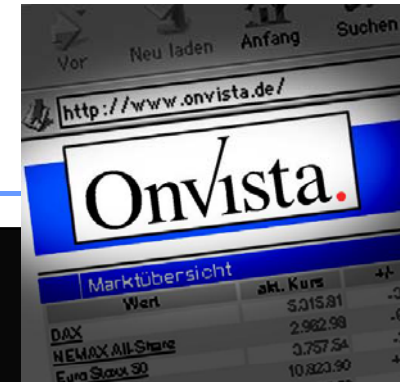 Vor Neu laden Anfang Suchen
http://www.onvista.de/
Onvista.
Marktübersicht
Wert akt. Kurs +/-
DAX 5.315.81
NEMAX All-Share 2.982.98
Euro Stoxx 50 3.757.54
10.823.90